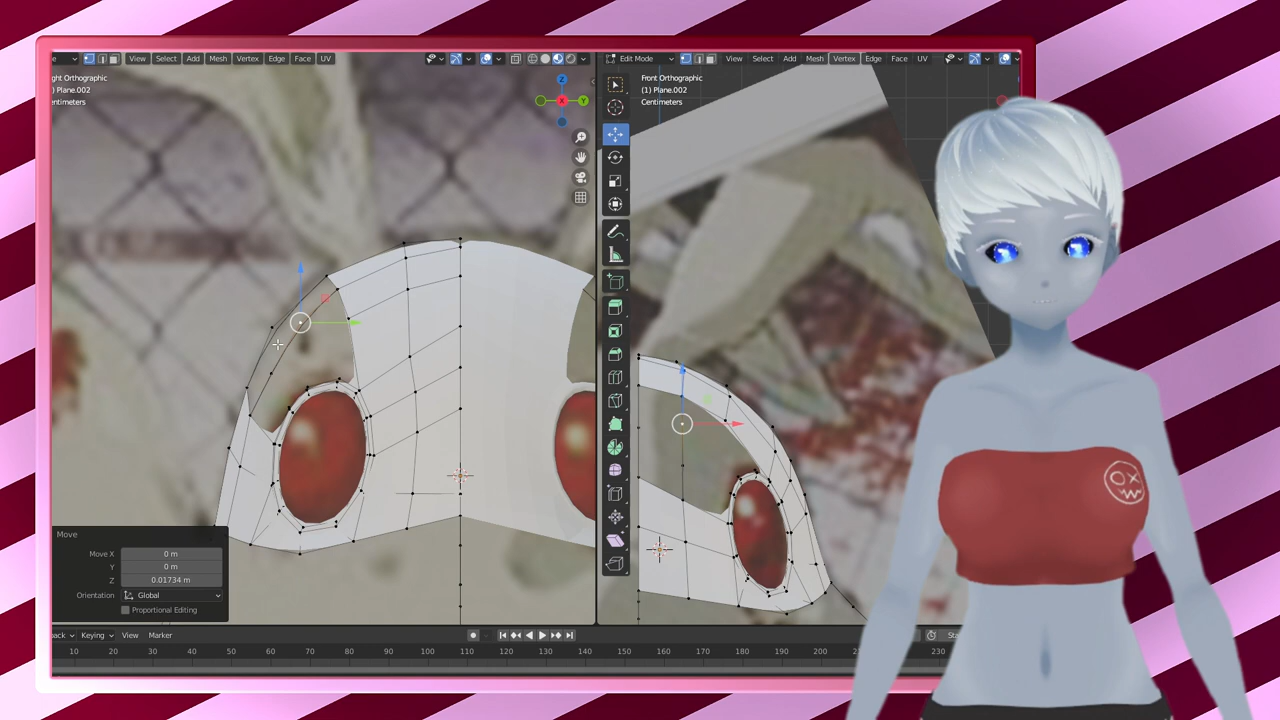 View Select Add Mesh Vertex Edge Face UV
ght Orthographic
) Plane.002
entimeters
Z
X
Y
Move
Move X 0 m
Y 0 m
Z 0.01734 m
Orientation Global
Proportional Editing
Edit Mode View Select Add Mesh Vertex Edge Face UV
Front Orthographic
(1) Plane.002
Centimeters
back Keying View Marker
Sta
10 20 30 40 50 60 70 80 90 100 110 120 130 140 150 160 170 180 190 200 230